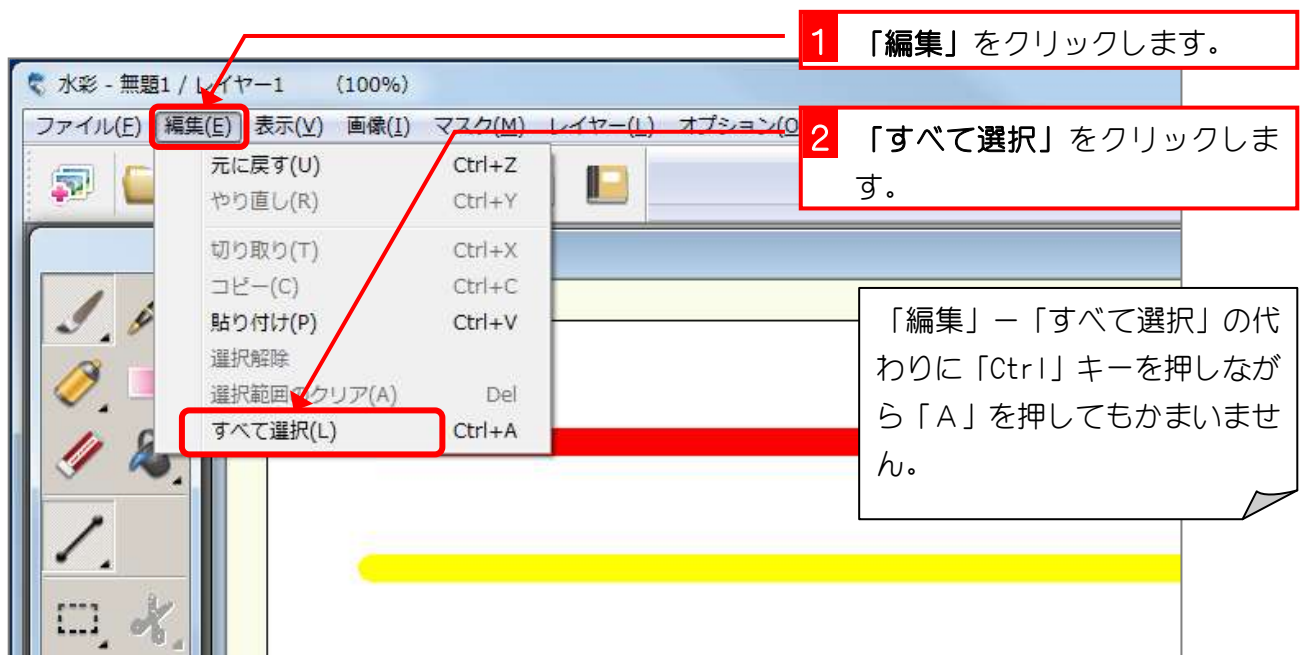 1 「編集」をクリックします。
水彩 - 無題1 / レイヤー1 (100%)
ファイル(F) 編集(E) 表示(V) 画像(I) マスク(M) レイヤー(L) オプション(O
2 「すべて選択」をクリックしま
す。
元に戻す(U) Ctrl+Z
やり直し(R) Ctrl+Y
切り取り(T) Ctrl+X
コピー(C) Ctrl+C
貼り付け(P) Ctrl+V
選択解除
選択範囲のクリア(A) Del
すべて選択(L) Ctrl+A
「編集」－「すべて選択」の代
わりに「Ctrl」キーを押しなが
ら「A」を押してもかまいませ
ん。